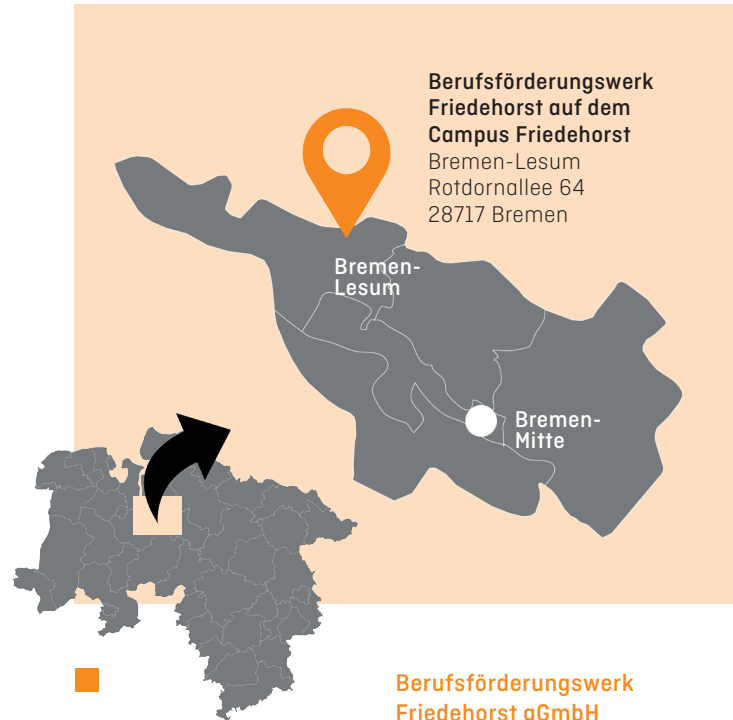 Berufsförderungswerk
Friedehorst auf dem
Campus Friedehorst
Bremen-Lesum
Rotdornallee 64
28717 Bremen
Bremen-
Lesum
Bremen-
Mitte
Berufsförderungswerk
Friedehorst gGmbH